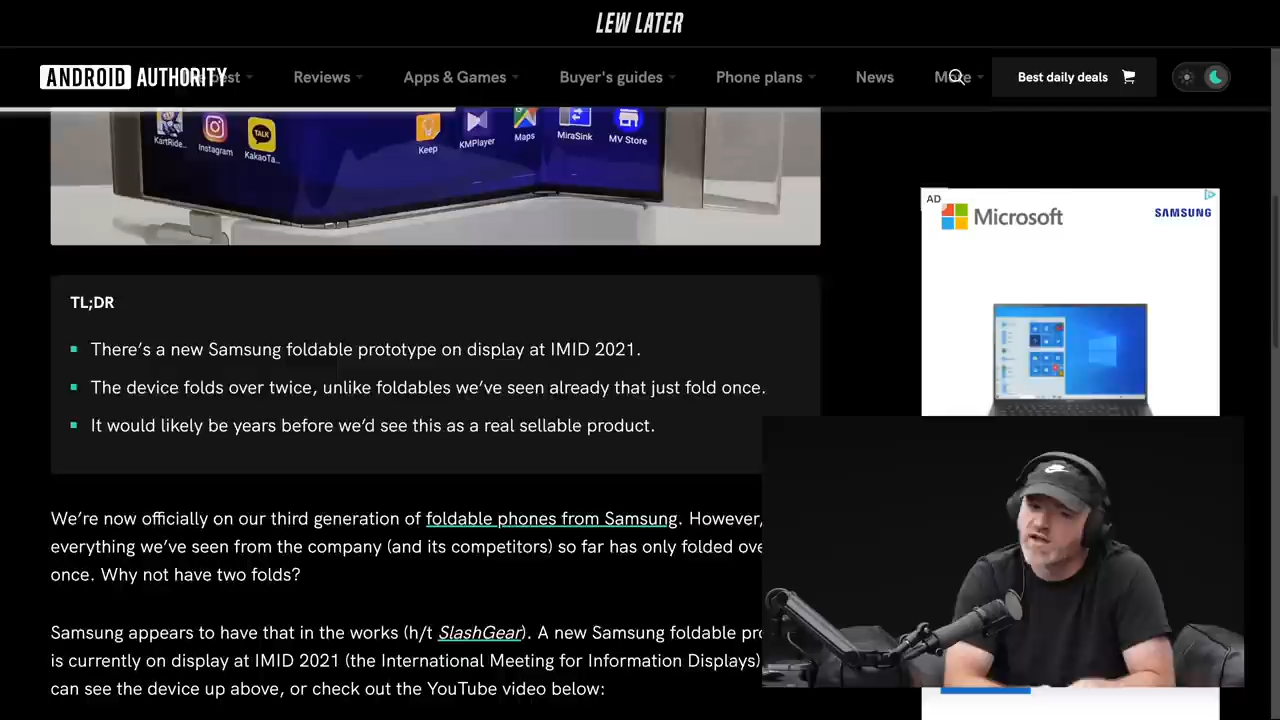 LEW LATER
ANDROID AUTHORITY
Reviews
Apps & Games
Buyer's guides
Phone plans
News
More
Best daily deals
KartRide...
Instagram
KakaoTa...
Keep
KMPlayer
Maps
MiraSink
MV Store
AD
Microsoft
SAMSUNG
TL;DR
There's a new Samsung foldable prototype on display at IMID 2021.
The device folds over twice, unlike foldables we've seen already that just fold once.
It would likely be years before we'd see this as a real sellable product.
We're now officially on our third generation of foldable phones from Samsung. However,
everything we've seen from the company (and its competitors) so far has only folded ove
once. Why not have two folds?
Samsung appears to have that in the works (h/t SlashGear). A new Samsung foldable pro
is currently on display at IMID 2021 (the International Meeting for Information Displays)
can see the device up above, or check out the YouTube video below: